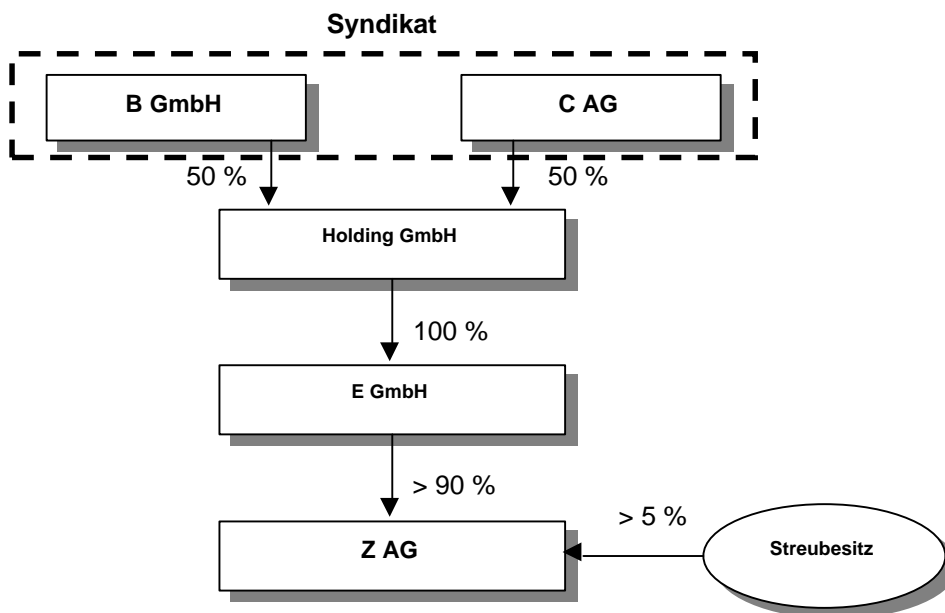 Syndikat
B GmbH
C AG
50 %
50 %
Holding GmbH
100 %
E GmbH
> 90 %
> 5 %
Z AG
Streubesitz